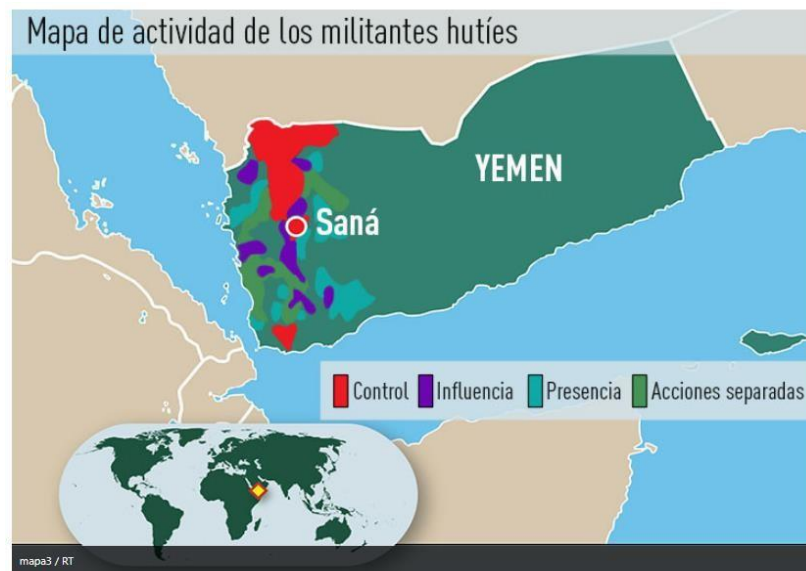 Mapa de actividad de los militantes hutíes
YEMEN
Saná
Control Influencia Presencia Acciones separadas
mapa3 / RT